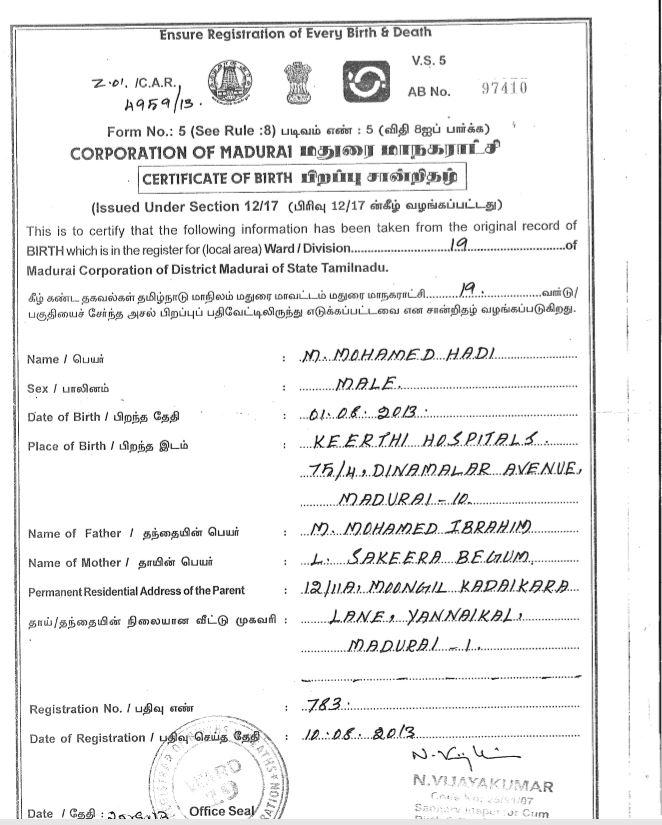 Ensure Registration of Every Birth & Death
V.S. 5
Z.01. /C.A.R.,
4959/13.
AB No. 97410
Form No.: 5 (See Rule :8) படிவம் எண் : 5 (விதி 8ஐப் பார்க்க)
CORPORATION OF MADURAI மதுரை மாநகராட்சி
CERTIFICATE OF BIRTH பிறப்பு சான்றிதழ்
(Issued Under Section 12/17 (பிரிவு 12/17 ன்கீழ் வழங்கப்பட்டது)
This is to certify that the following information has been taken from the original record of
BIRTH which is in the register for (local area) Ward / Division 19 of
Madurai Corporation of District Madurai of State Tamilnadu.
கீழ் கண்ட தகவல்கள் தமிழ்நாடு மாநிலம் மதுரை மாவட்டம் மதுரை மாநகராட்சி 19. வார்டு/
பகுதியைச் சேர்ந்த அசல் பிறப்புப் பதிவேட்டிலிருந்து எடுக்கப்பட்டவை என சான்றிதழ் வழங்கப்படுகிறது.
Name / பெயர் : M. MOHAMED HADI
Sex / பாலினம் : MALE.
Date of Birth / பிறந்த தேதி : 01.08.2013.
Place of Birth / பிறந்த இடம் : KEERTHI HOSPITALS.
75/4, DINAMALAR AVENUE,
MADURAI-10.
Name of Father / தந்தையின் பெயர் : M. MOHAMED IBRAHIM
Name of Mother / தாயின் பெயர் : L. SAKEERA BEGUM,
Permanent Residential Address of the Parent : 12/11A, MOONGIL KADAIKARA
தாய்/தந்தையின் நிலையான வீட்டு முகவரி : LANE, YANNAIKAL,
MADURAI-1.
Registration No. / பதிவு எண் : 783.
Date of Registration / பதிவு செய்த தேதி : 10.08.2013
N.VIJAYAKUMAR
WARD
19
Sanitary Inspector Cum
Date / தேதி : Office Seal